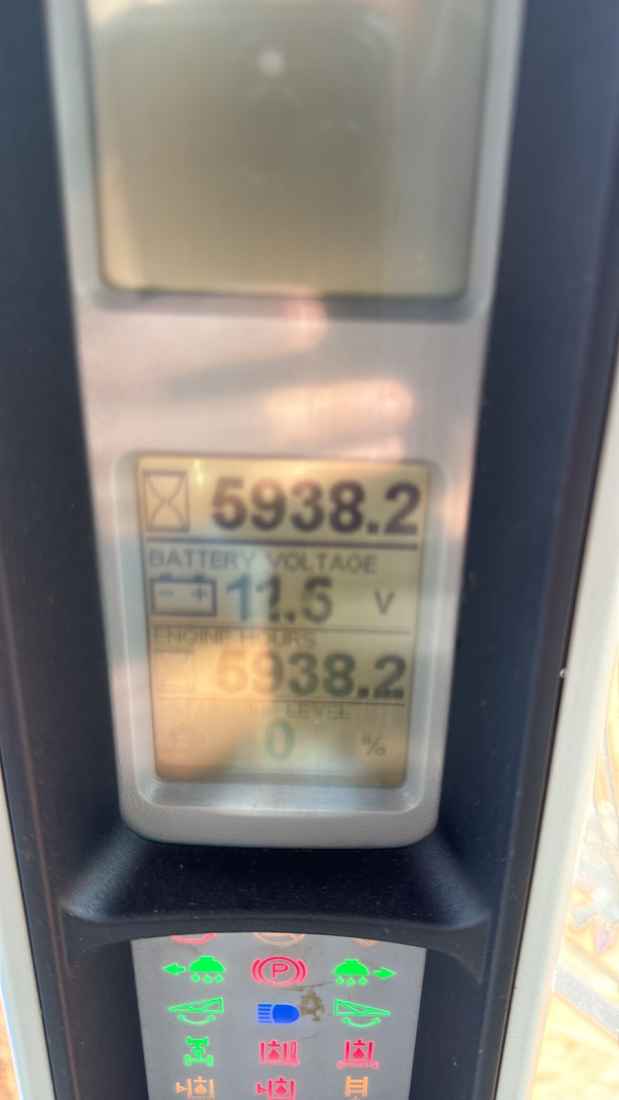 5938.2
BATTERY VOLTAGE
11.5 V
ENGINE HOURS
5938.2
LEVEL
0 %
P